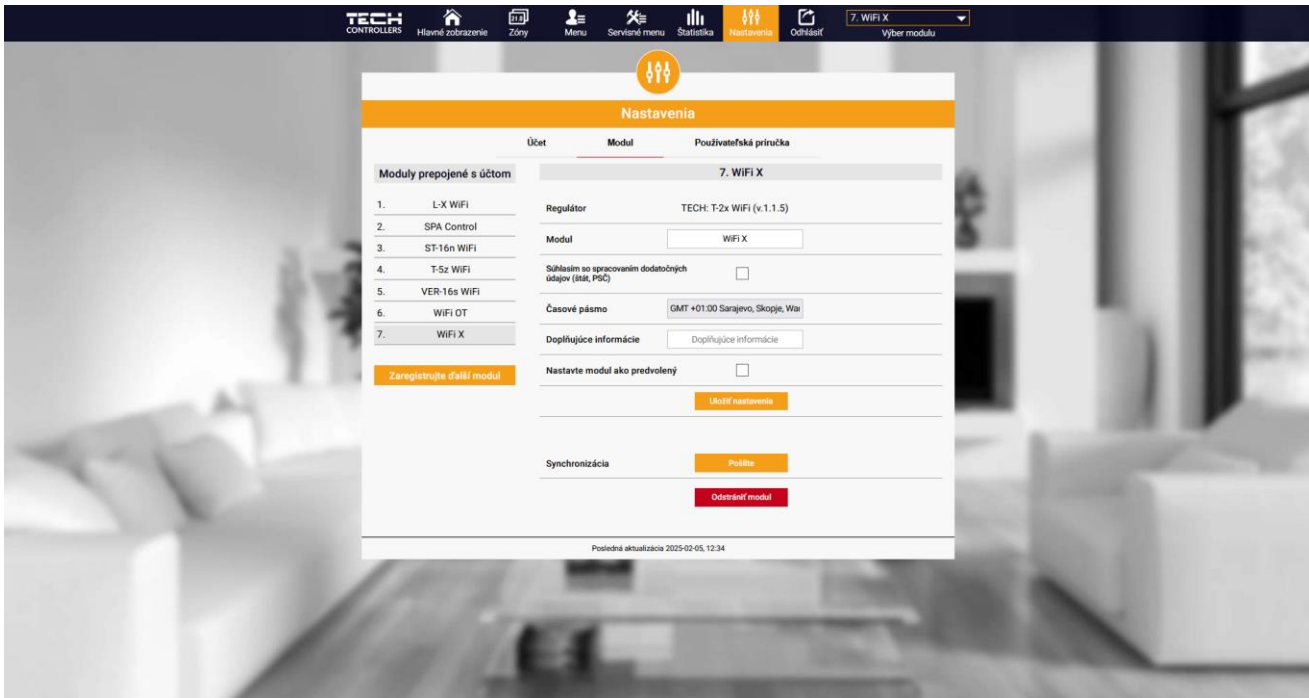 TECH
CONTROLLERS
Hlavné zobrazenie
21.0
Zóny
Menu
Servisné menu
Štatistika
Nastavenia
Odhlásiť
7. WiFi X
Výber modulu
Nastavenia
Účet Modul Používateľská príručka
Moduly prepojené s účtom
1. L-X WiFi
2. SPA Control
3. ST-16n WiFi
4. T-5z WiFi
5. VER-16s WiFi
6. WiFi OT
7. WiFi X
Zaregistrujte ďalší modul
7. WiFi X
Regulátor TECH: T-2x WiFi (v.1.1.5)
Modul WiFi X
Súhlasím so spracovaním dodatočných
údajov (štát, PSČ)
Časové pásmo GMT +01:00 Sarajevo, Skopje, War
Doplňujúce informácie Doplňujúce informácie
Nastavte modul ako predvolený
Uložiť nastavenia
Synchronizácia Pošlite
Odstrániť modul
Posledná aktualizácia 2025-02-05, 12:34